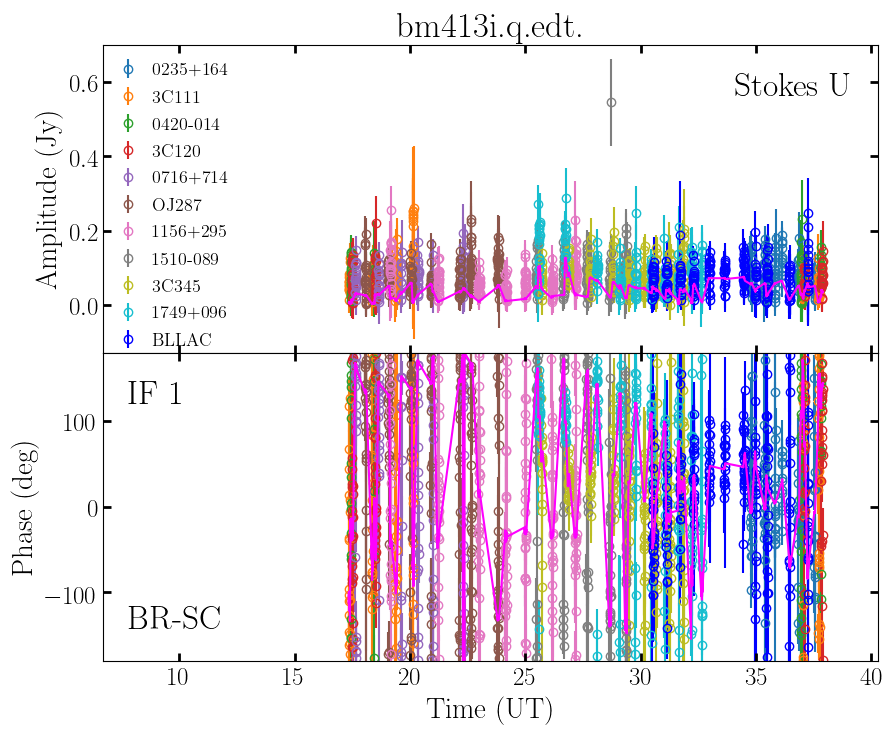 bm413i.q.edt.
Stokes U
0235+164
3C111
0420-014
3C120
0716+714
OJ287
1156+295
1510-089
3C345
1749+096
BLLAC
Amplitude (Jy)
0.6
0.4
0.2
0.0
IF 1
BR-SC
Phase (deg)
100
0
−100
10 15 20 25 30 35 40
Time (UT)